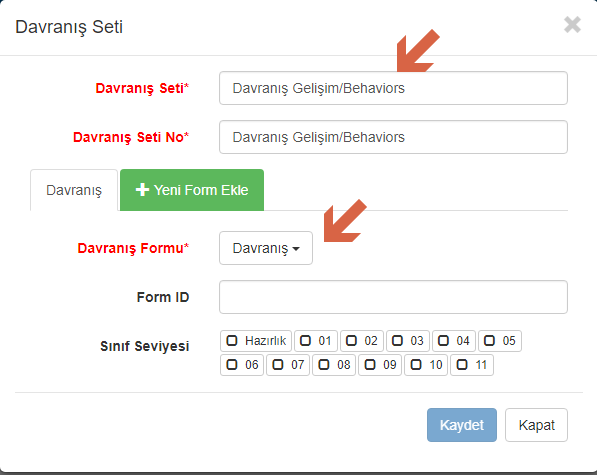 Davranış Seti
Davranış Seti* Davranış Gelişim/Behaviors
Davranış Seti No* Davranış Gelişim/Behaviors
Davranış Yeni Form Ekle
Davranış Formu* Davranış
Form ID
Sınıf Seviyesi Hazırlık 01 02 03 04 05
06 07 08 09 10 11
Kaydet Kapat